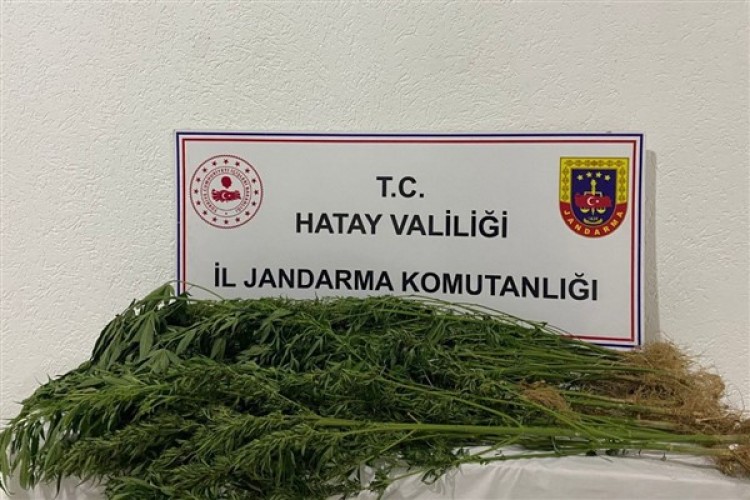 T.C.
HATAY VALİLİĞİ
İL JANDARMA KOMUTANLIĞI
JANDARMA